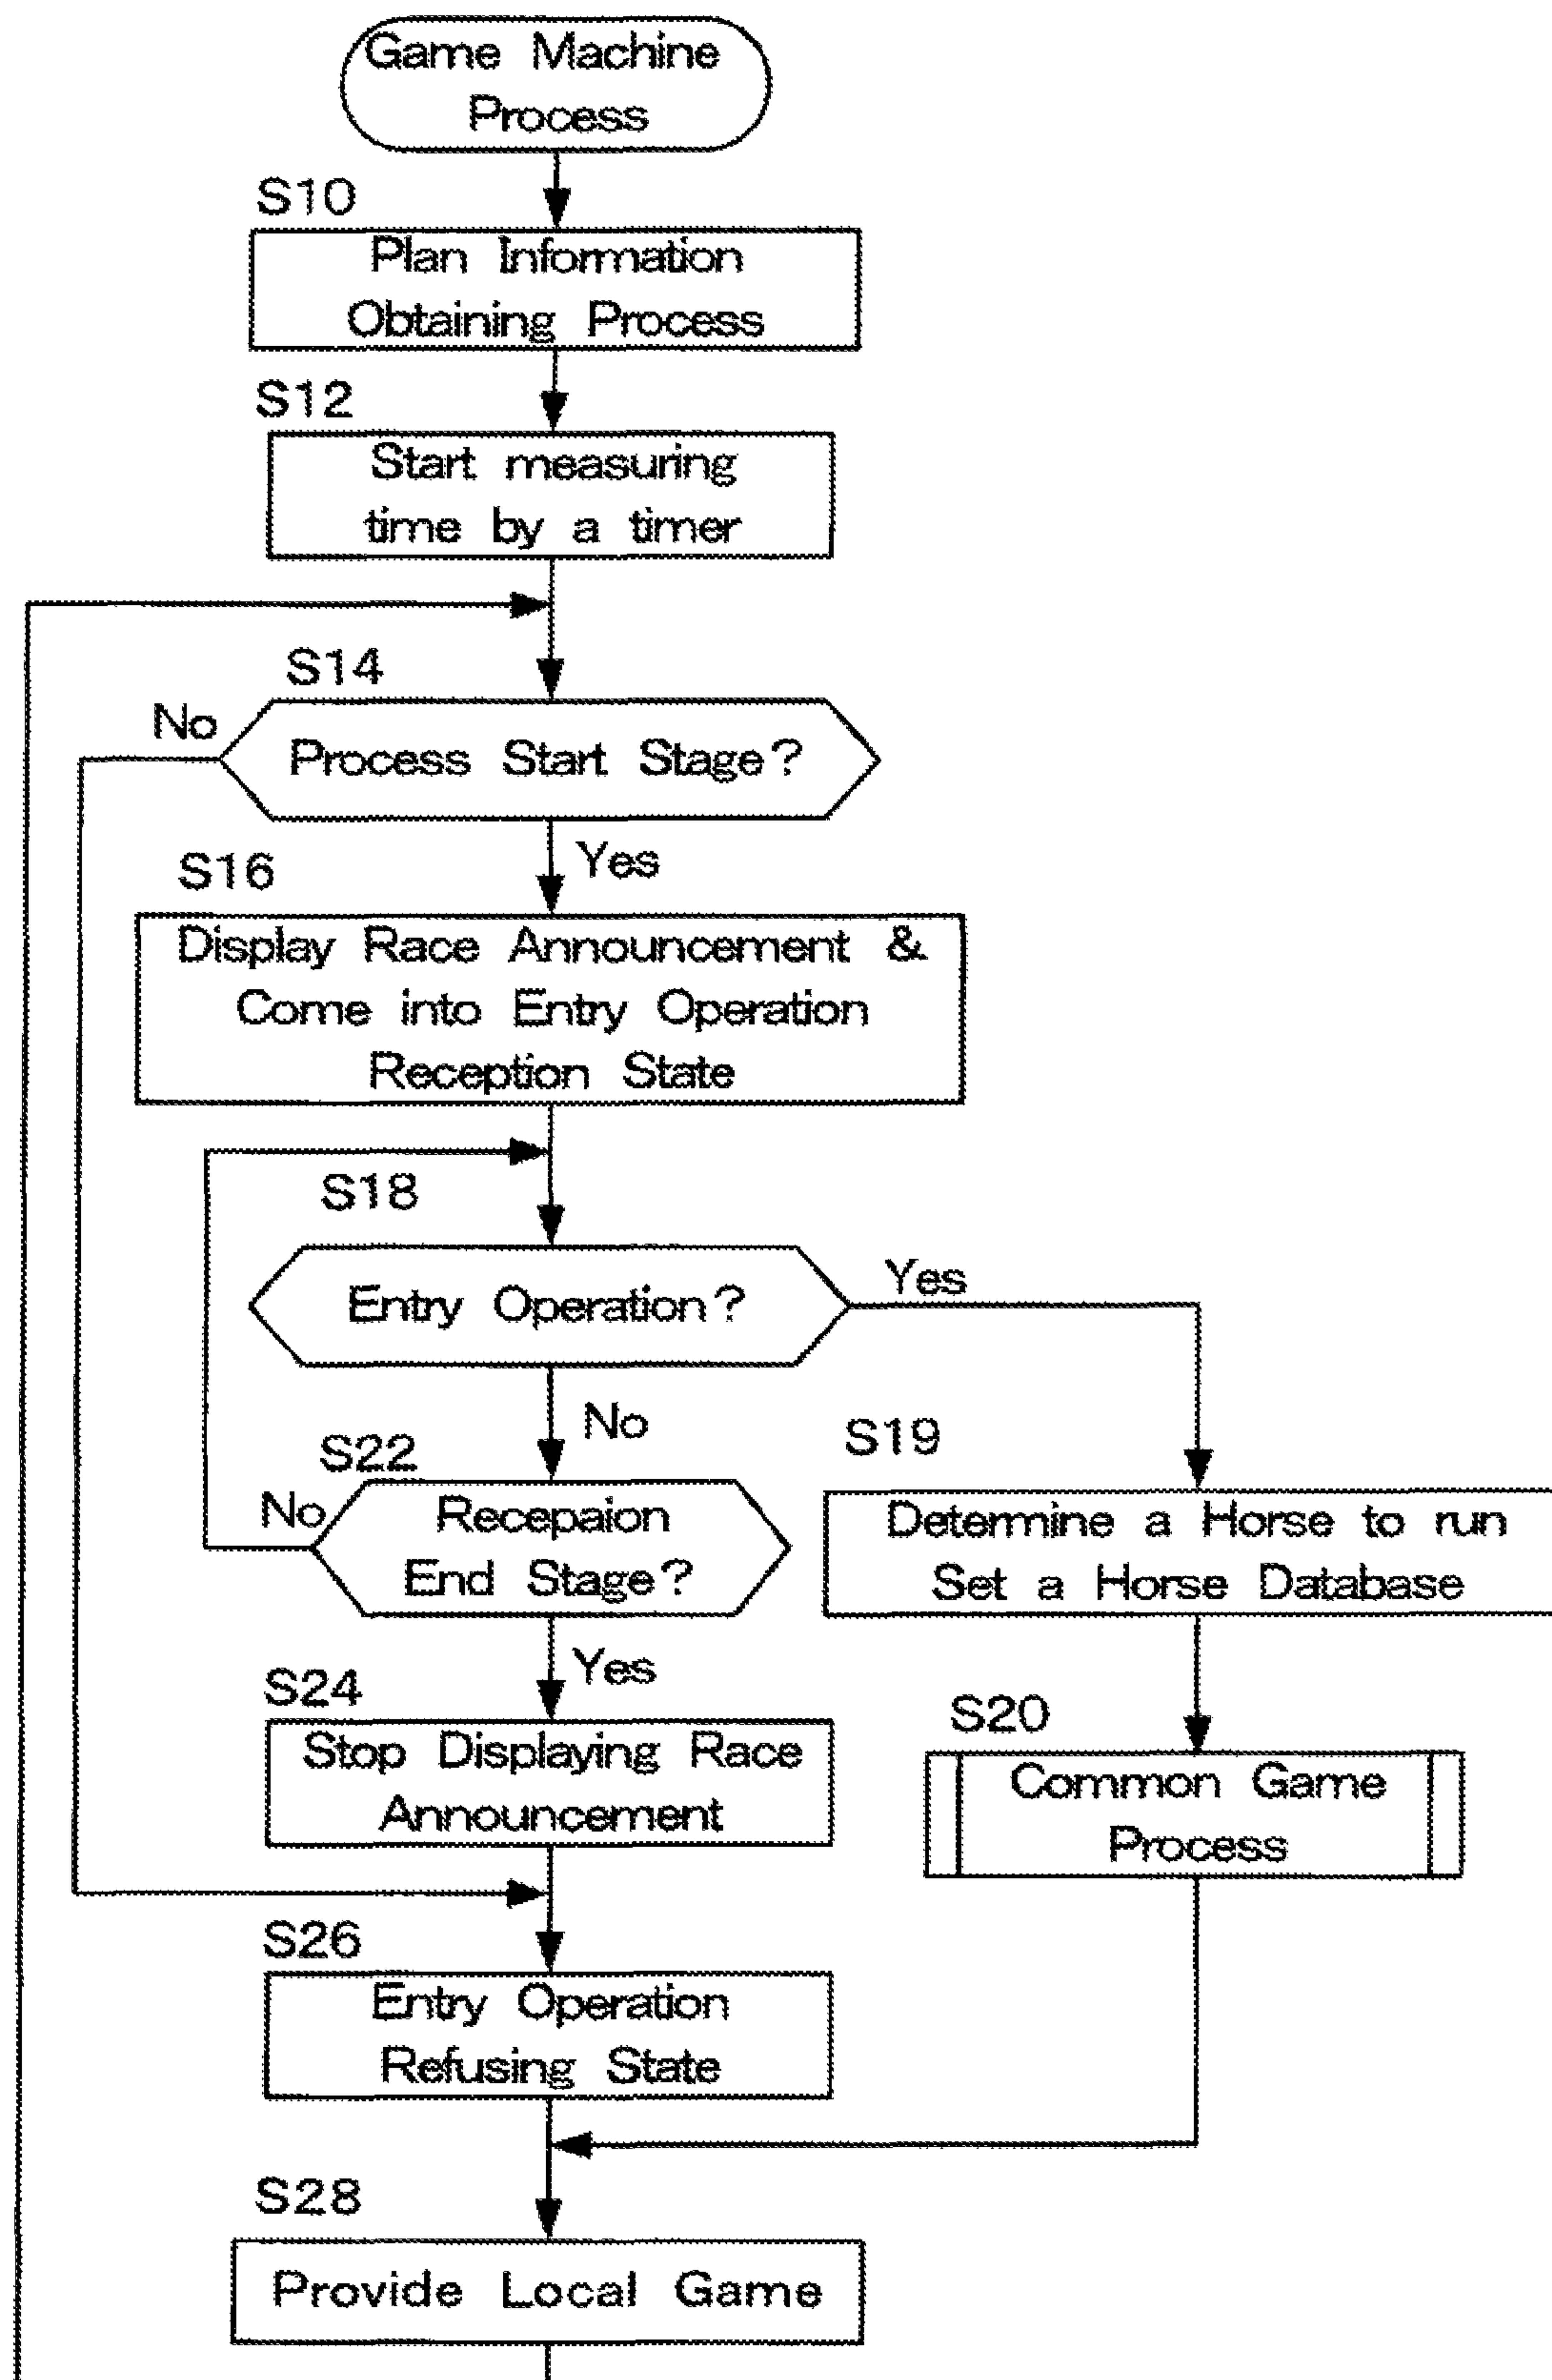 Game Machine
Process
S10
Plan Information
Obtaining Process
S12
Start measuring
time by a timer
S14
No
Process Start Stage?
Yes
S16
Display Race Announcement &
Come into Entry Operation
Reception State
S18
Entry Operation?
Yes
No
S19
S22
No
Recepaion
End Stage?
Determine a Horse to run
Set a Horse Database
Yes
S24
Stop Displaying Race
Announcement
S20
Common Game
Process
S26
Entry Operation
Refusing State
S28
Provide Local Game